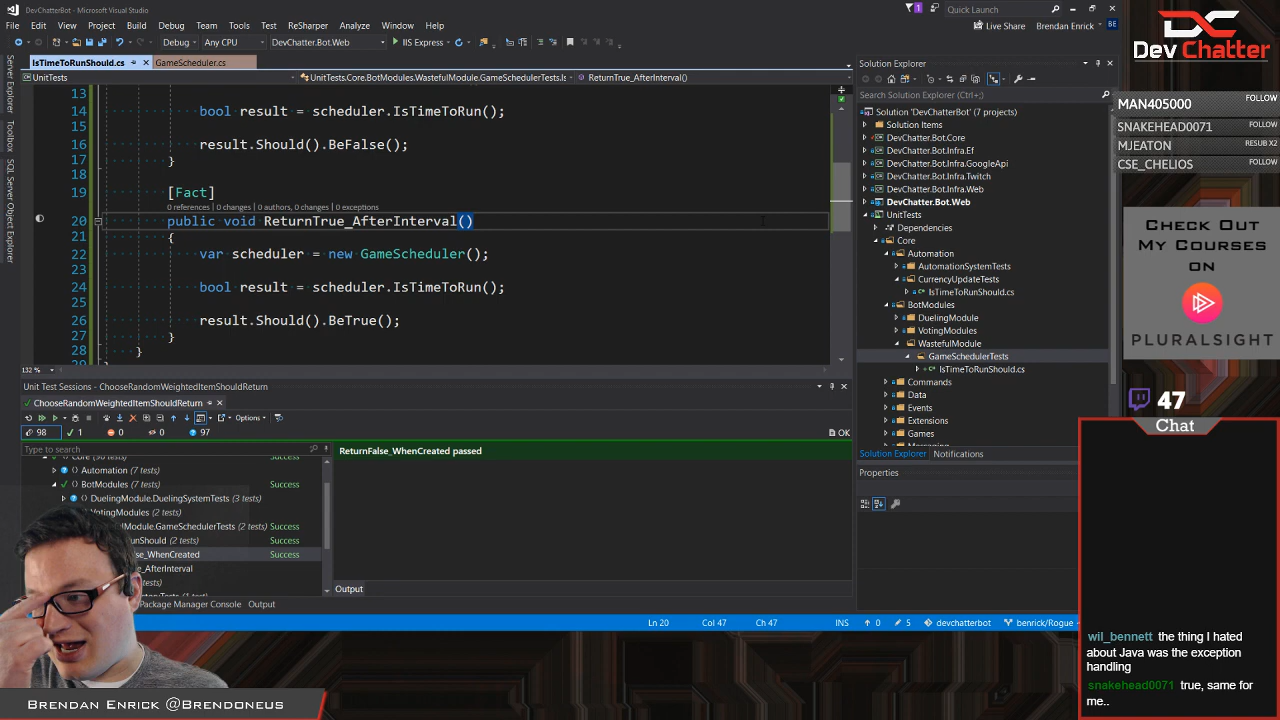 DevChatterBot - Microsoft Visual Studio
1
Quick Launch (Ctrl+Q)
File Edit View Project Build Debug Team Tools Test ReSharper Analyze Window Help
Live Share
Brendan Enrick
BE
Debug
Any CPU
DevChatter.Bot.Web
IIS Express
Server Explorer
Toolbox
SQL Server Object Explorer
IsTimeToRunShould.cs
GameScheduler.cs
UnitTests
UnitTests.Core.BotModules.WastefulModule.GameSchedulerTests.Is
ReturnTrue_AfterInterval()
13
14 bool result = scheduler.IsTimeToRun();
15
16 result.Should().BeFalse();
17 }
18
19 [Fact]
0 references | 0 changes | 0 authors, 0 changes | 0 exceptions
20 public void ReturnTrue_AfterInterval()
21 {
22 var scheduler = new GameScheduler();
23
24 bool result = scheduler.IsTimeToRun();
25
26 result.Should().BeTrue();
27 }
28 }
132 %
Solution Explorer
Search Solution Explorer (Ctrl+;)
Solution 'DevChatterBot' (7 projects)
Solution Items
DevChatter.Bot.Core
DevChatter.Bot.Infra.Ef
DevChatter.Bot.Infra.GoogleApi
DevChatter.Bot.Infra.Twitch
DevChatter.Bot.Infra.Web
DevChatter.Bot.Web
UnitTests
Dependencies
Core
Automation
AutomationSystemTests
CurrencyUpdateTests
IsTimeToRunShould.cs
BotModules
DuelingModule
VotingModules
WastefulModule
GameSchedulerTests
IsTimeToRunShould.cs
Commands
Data
Events
Extensions
Games
Solution Explorer Notifications
Properties
Unit Test Sessions - ChooseRandomWeightedItemShouldReturn
ChooseRandomWeightedItemShouldReturn
Options
98 1 0 0 97
OK
Type to search
ReturnFalse_WhenCreated passed
Success
Automation (7 tests)
BotModules (7 tests) Success
DuelingModule.DuelingSystemTests (3 tests)
VotingModules (2 tests)
Module.GameSchedulerTests (2 tests) Success
Should (2 tests) Success
_WhenCreated Success
_AfterInterval
Output
Package Manager Console Output
Ln 20 Col 47 Ch 47 INS 0 5 devchatterbot benrick/Rogue
DC
Dev Chatter
MAN405000 FOLLOW
SNAKEHEAD0071 FOLLOW
MJEATON RESUB X2
CSE_CHELIOS FOLLOW
Check Out
My Courses
on
PLURALSIGHT
47
Chat
wil_bennett the thing I hated
about Java was the exception
handling
snakehead0071 true, same for
me..
Brendan Enrick @Brendoneus